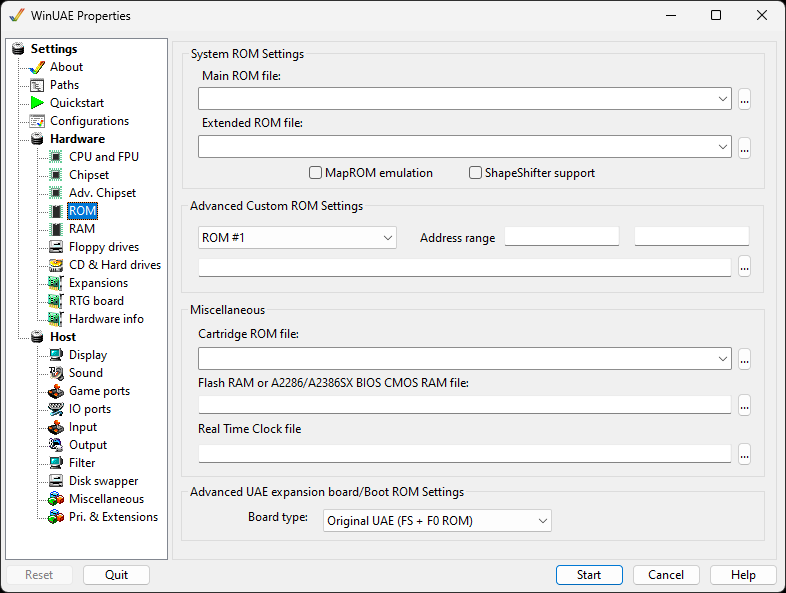 WinUAE Properties
Settings
About
Paths
Quickstart
Configurations
Hardware
CPU and FPU
Chipset
Adv. Chipset
ROM
RAM
Floppy drives
CD & Hard drives
Expansions
RTG board
Hardware info
Host
Display
Sound
Game ports
IO ports
Input
Output
Filter
Disk swapper
Miscellaneous
Pri. & Extensions
System ROM Settings
Main ROM file:
...
Extended ROM file:
...
MapROM emulation ShapeShifter support
Advanced Custom ROM Settings
ROM #1 Address range
...
Miscellaneous
Cartridge ROM file:
...
Flash RAM or A2286/A2386SX BIOS CMOS RAM file:
...
Real Time Clock file
...
Advanced UAE expansion board/Boot ROM Settings
Board type: Original UAE (FS + F0 ROM)
Reset Quit Start Cancel Help